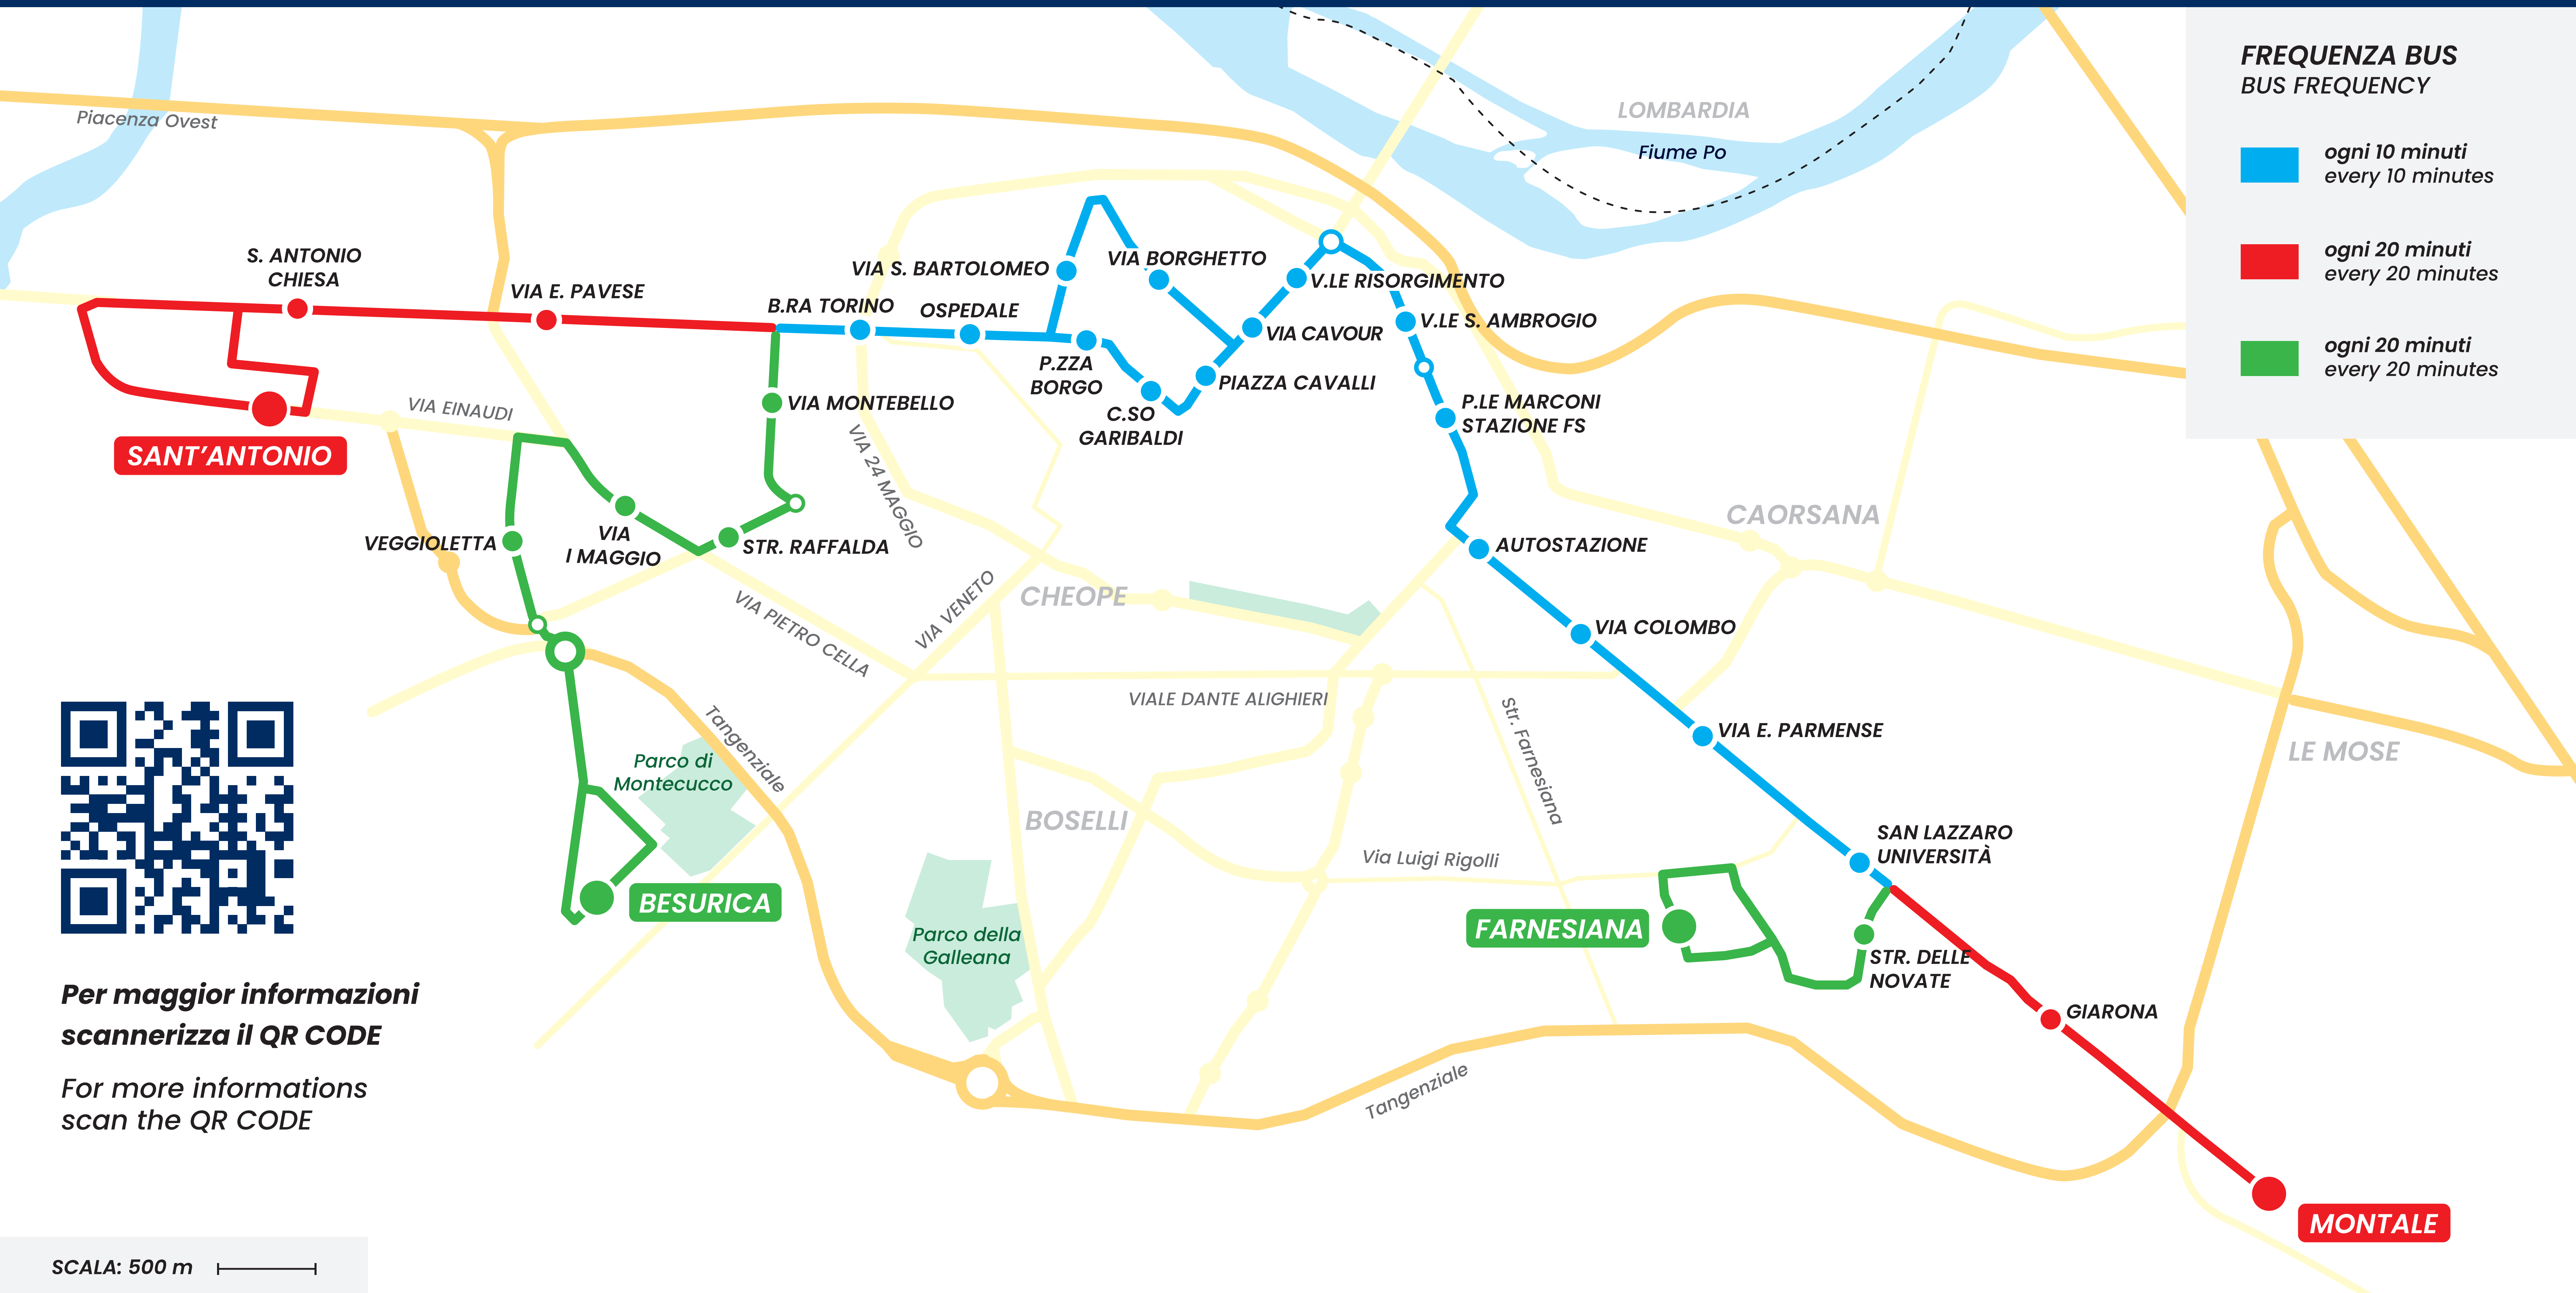 FREQUENZA BUS
BUS FREQUENCY
ogni 10 minuti
every 10 minutes
ogni 20 minuti
every 20 minutes
ogni 20 minuti
every 20 minutes
LOMBARDIA
Fiume Po
Piacenza Ovest
S. ANTONIO
CHIESA
VIA E. PAVESE
B.RA TORINO
OSPEDALE
VIA S. BARTOLOMEO
VIA BORGHETTO
V.LE RISORGIMENTO
V.LE S. AMBROGIO
VIA CAVOUR
P.ZZA
BORGO
PIAZZA CAVALLI
C.SO
GARIBALDI
P.LE MARCONI
STAZIONE FS
SANT'ANTONIO
VIA EINAUDI
VIA MONTEBELLO
VIA 24 MAGGIO
VEGGIOLETTA
VIA
I MAGGIO
STR. RAFFALDA
AUTOSTAZIONE
CAORSANA
CHEOPE
VIA PIETRO CELLA
VIA VENETO
VIA COLOMBO
VIALE DANTE ALIGHIERI
Str. Farnesiana
VIA E. PARMENSE
LE MOSE
Tangenziale
Parco di
Montecucco
BOSELLI
Via Luigi Rigolli
SAN LAZZARO
UNIVERSITÀ
BESURICA
FARNESIANA
Parco della
Galleana
STR. DELLE
NOVATE
GIARONA
Tangenziale
MONTALE
Per maggior informazioni
scannerizza il QR CODE
For more informations
scan the QR CODE
SCALA: 500 m